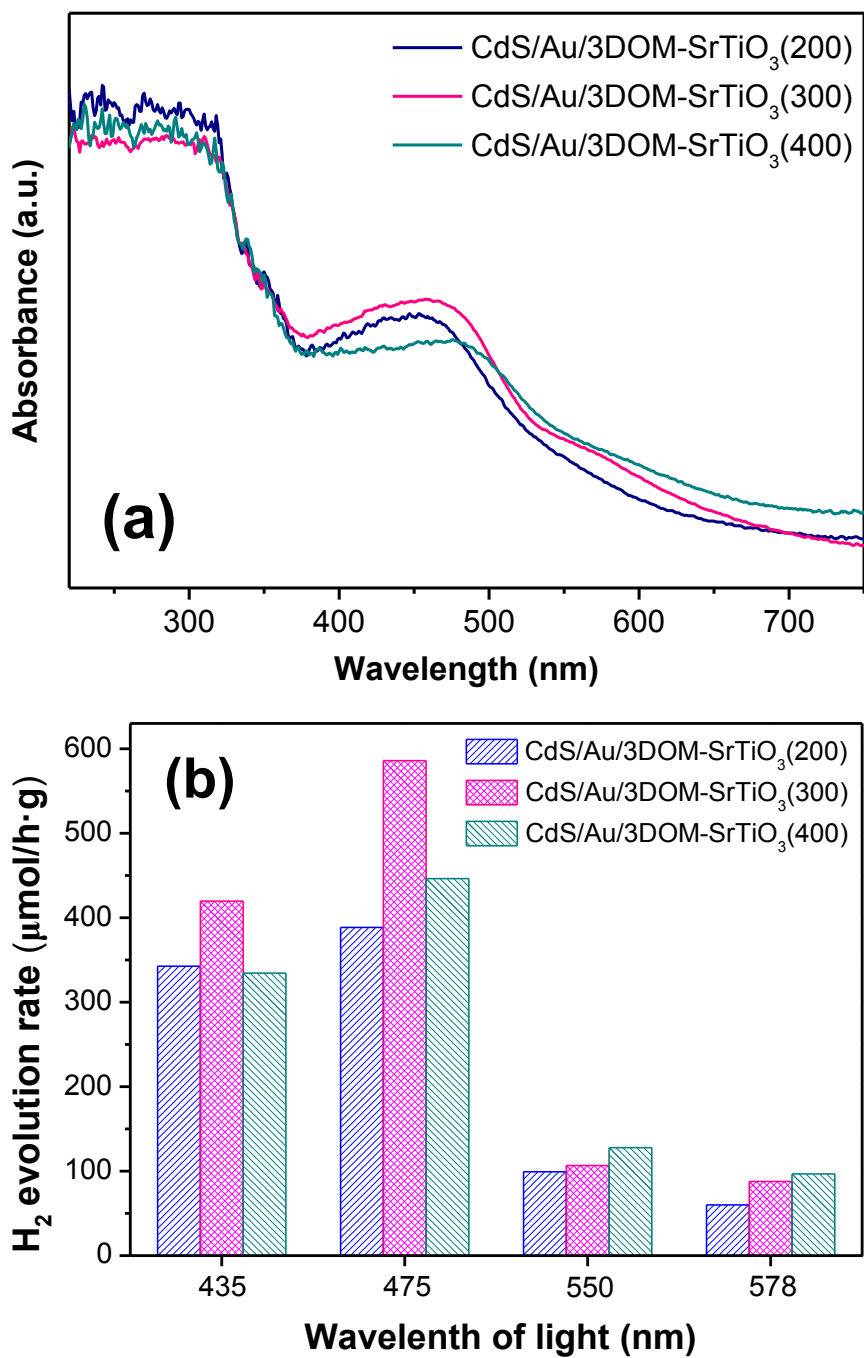 CdS/Au/3DOM-SrTiO₃(200)
CdS/Au/3DOM-SrTiO₃(300)
CdS/Au/3DOM-SrTiO₃(400)
Absorbance (a.u.)
(a)
300 400 500 600 700
Wavelength (nm)
(b)
CdS/Au/3DOM-SrTiO₃(200)
CdS/Au/3DOM-SrTiO₃(300)
CdS/Au/3DOM-SrTiO₃(400)
H₂ evolution rate (μmol/h·g)
600
500
400
300
200
100
0
435 475 550 578
Wavelenth of light (nm)